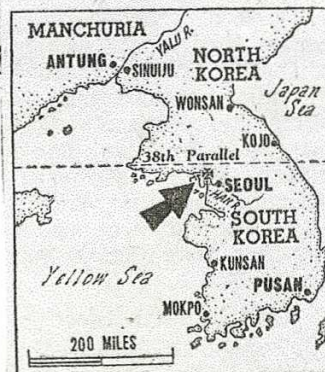 MANCHURIA
YALU R.
ANTUNG
SINUIJU
NORTH
KOREA
Japan
Sea
WONSAN
KOJO
38th Parallel
SEOUL
HAN R.
SOUTH
KOREA
Yellow Sea
KUNSAN
PUSAN
MOKPO
200 MILES